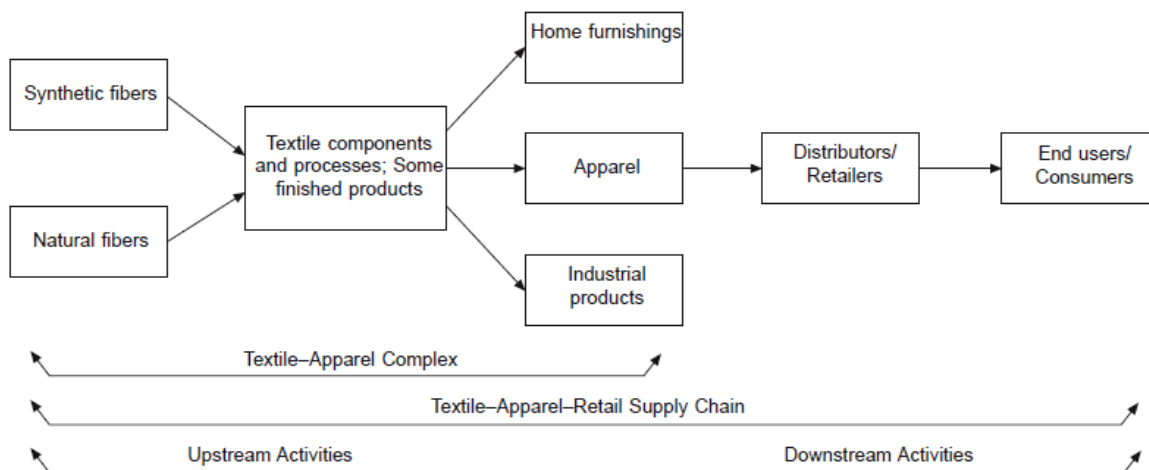 Home furnishings
Synthetic fibers
Textile components
and processes; Some
finished products
Apparel
Distributors/
Retailers
End users/
Consumers
Natural fibers
Industrial
products
Textile–Apparel Complex
Textile–Apparel–Retail Supply Chain
Upstream Activities
Downstream Activities